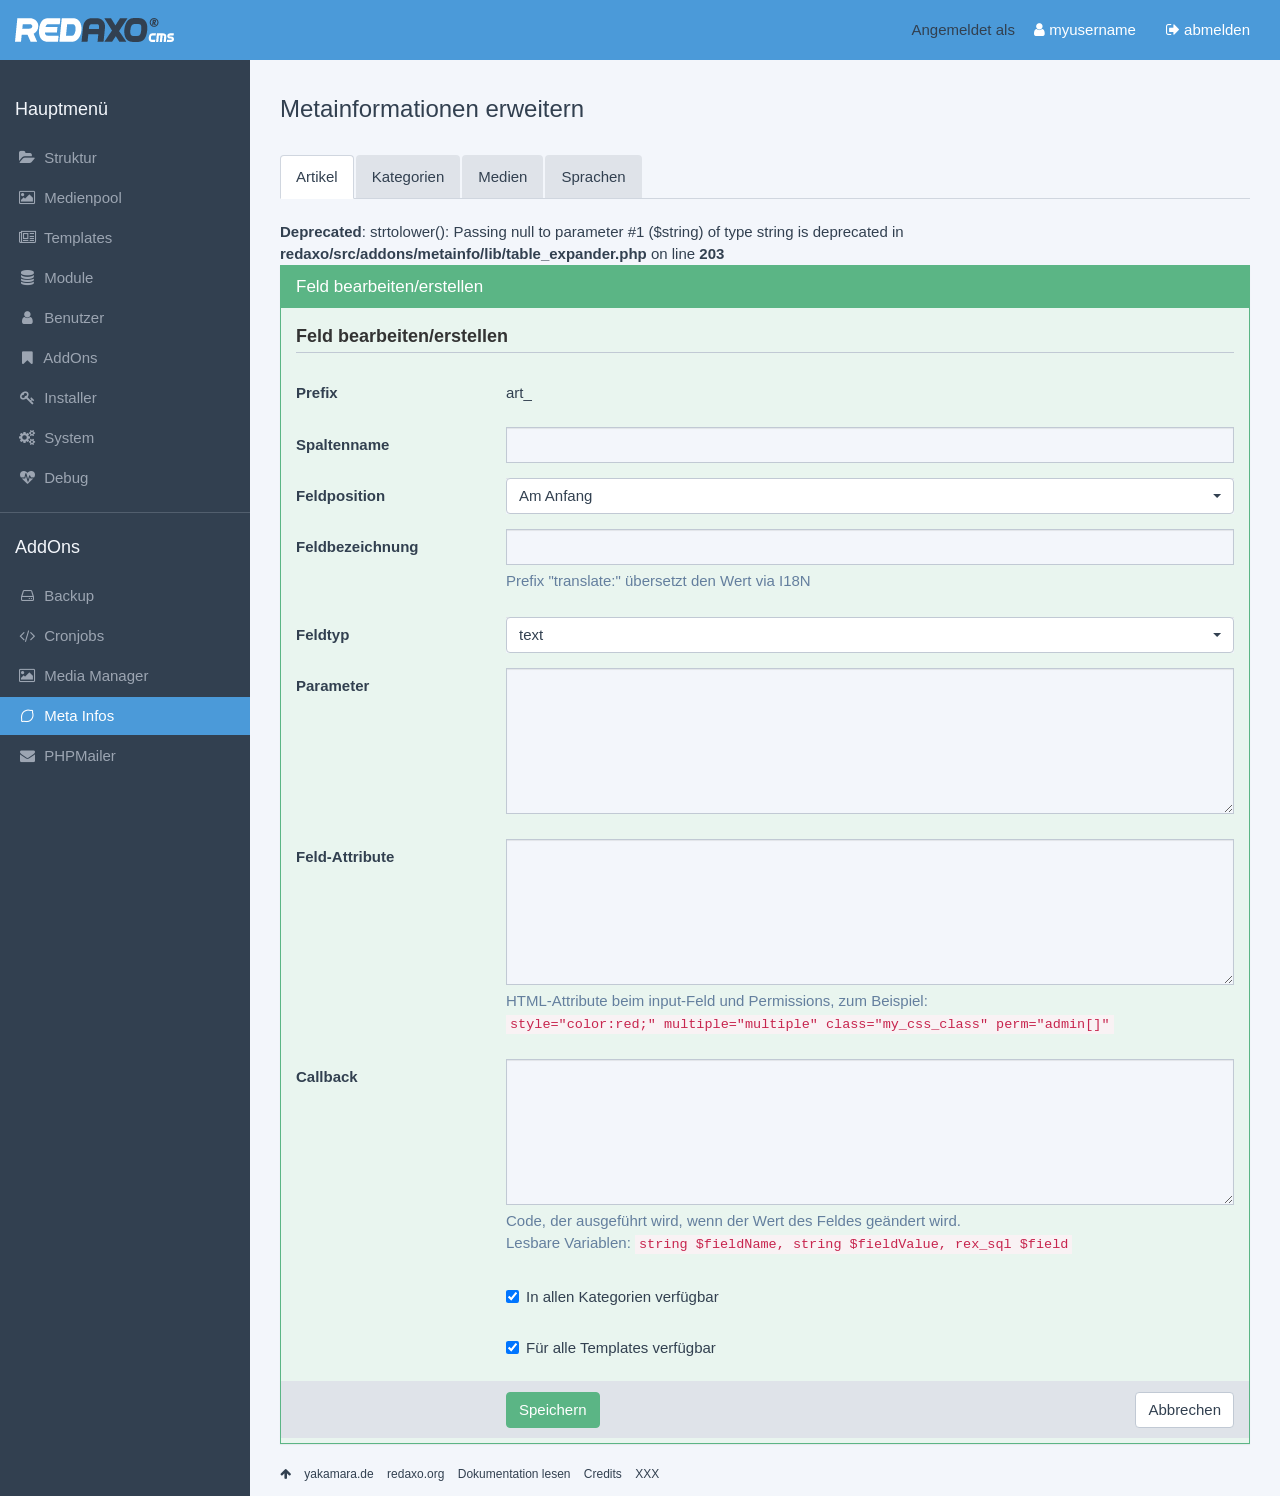 REDAXO® cms
Angemeldet als myusername abmelden
Hauptmenü
Struktur
Medienpool
Templates
Module
Benutzer
AddOns
Installer
System
Debug
AddOns
Backup
Cronjobs
Media Manager
Meta Infos
PHPMailer
Metainformationen erweitern
Artikel Kategorien Medien Sprachen
Deprecated: strtolower(): Passing null to parameter #1 ($string) of type string is deprecated in
redaxo/src/addons/metainfo/lib/table_expander.php on line 203
Feld bearbeiten/erstellen
Feld bearbeiten/erstellen
Prefix art_
Spaltenname
Feldposition Am Anfang
Feldbezeichnung
Prefix "translate:" übersetzt den Wert via I18N
Feldtyp text
Parameter
Feld-Attribute
HTML-Attribute beim input-Feld und Permissions, zum Beispiel:
style="color:red;" multiple="multiple" class="my_css_class" perm="admin[]"
Callback
Code, der ausgeführt wird, wenn der Wert des Feldes geändert wird.
Lesbare Variablen: string $fieldName, string $fieldValue, rex_sql $field
In allen Kategorien verfügbar
Für alle Templates verfügbar
Speichern Abbrechen
yakamara.de redaxo.org Dokumentation lesen Credits XXX